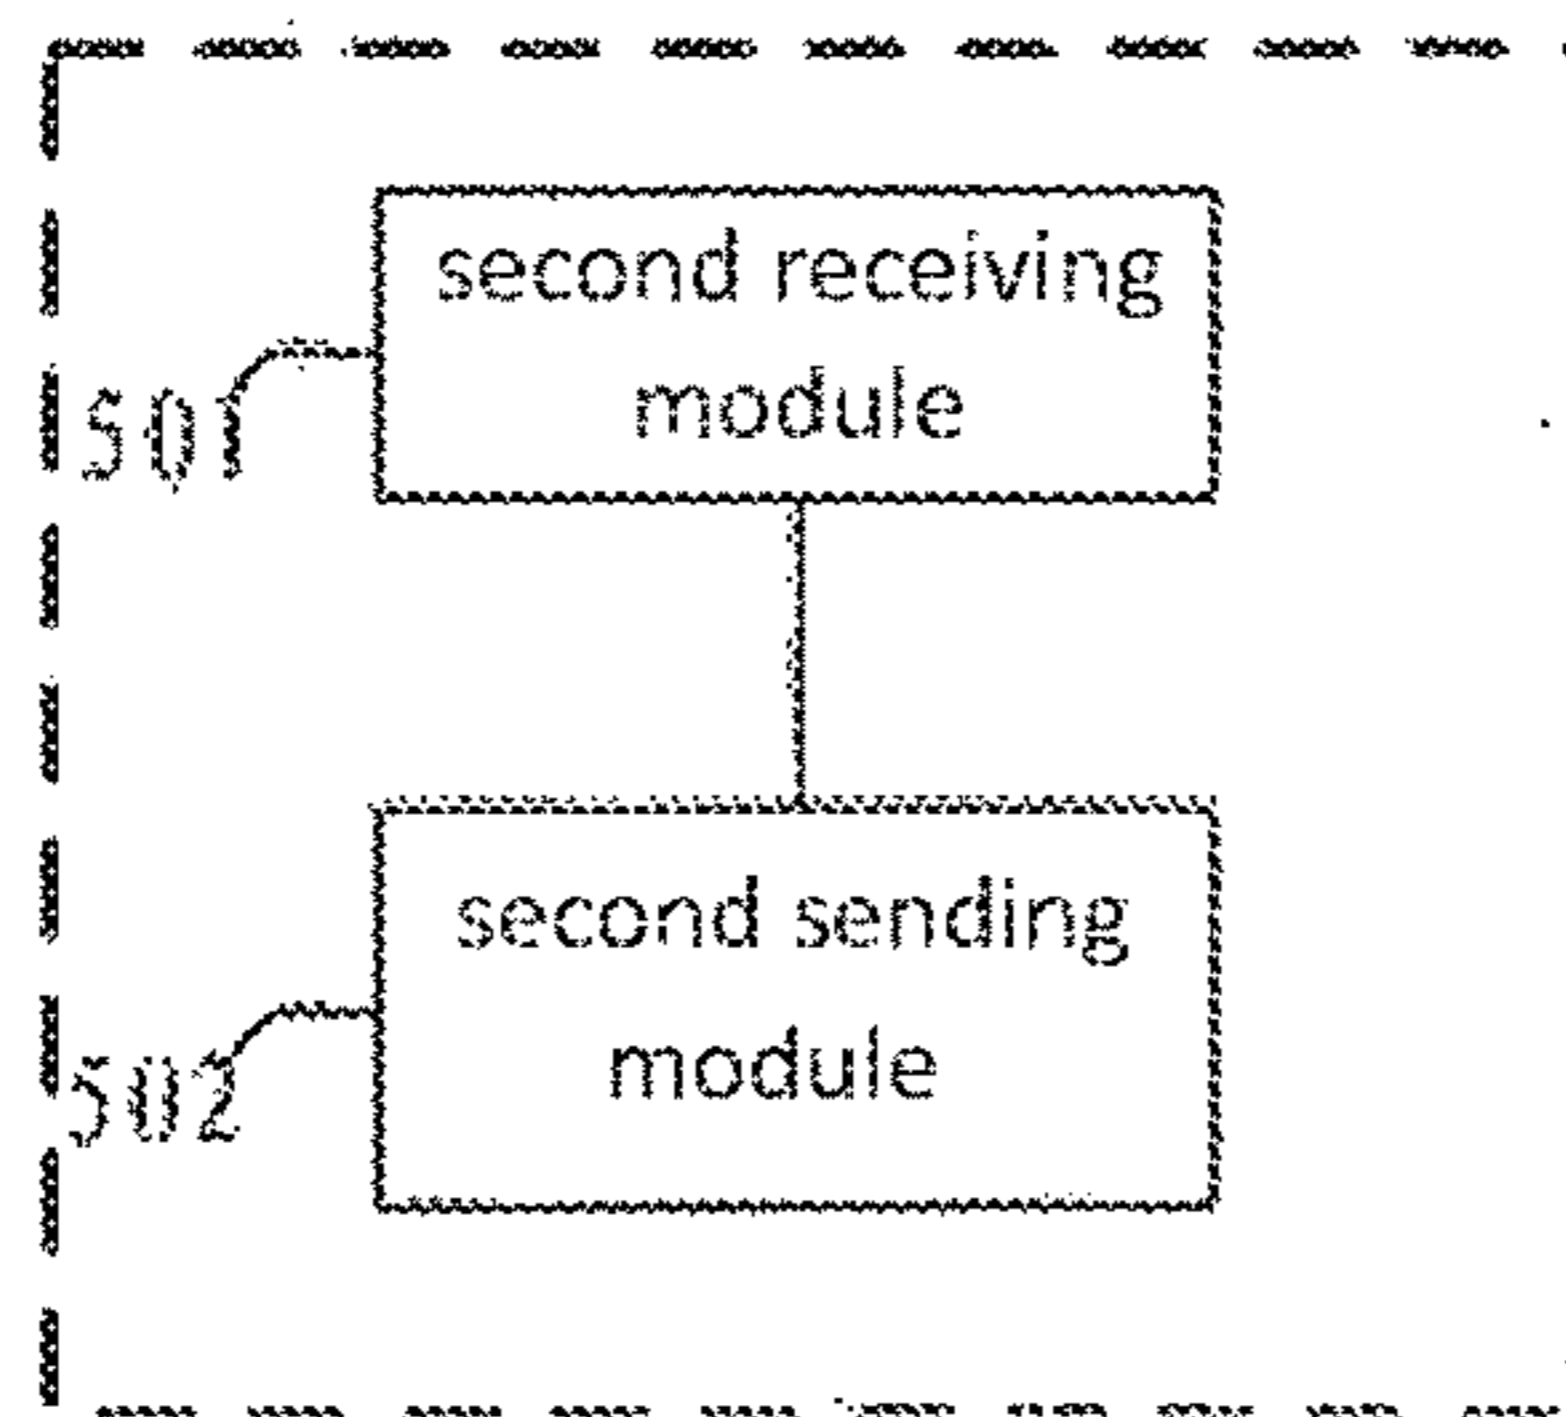 second receiving
module
501
second sending
module
502